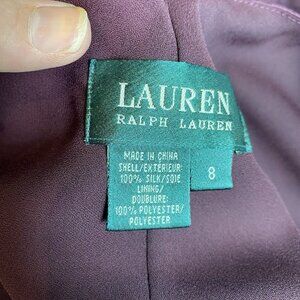 LAUREN
RALPH LAUREN
MADE IN CHINA
SHELL/EXTERIEUR:
100% SILK/SOIE
LINING/
DOUBLURE:
100% POLYESTER/
POLYESTER
8